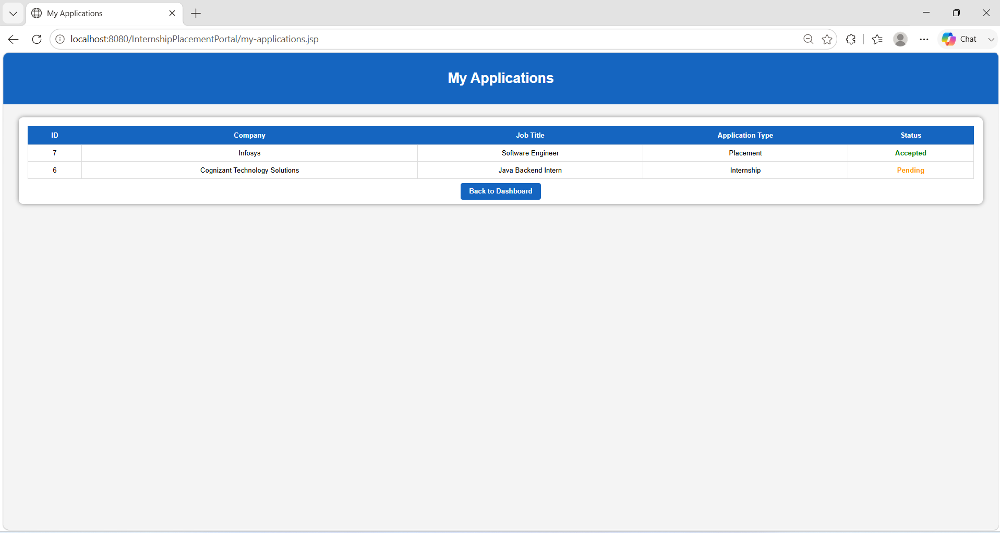 My Applications
localhost:8080/InternshipPlacementPortal/my-applications.jsp
Chat
My Applications
ID Company Job Title Application Type Status
7 Infosys Software Engineer Placement Accepted
6 Cognizant Technology Solutions Java Backend Intern Internship Pending
Back to Dashboard